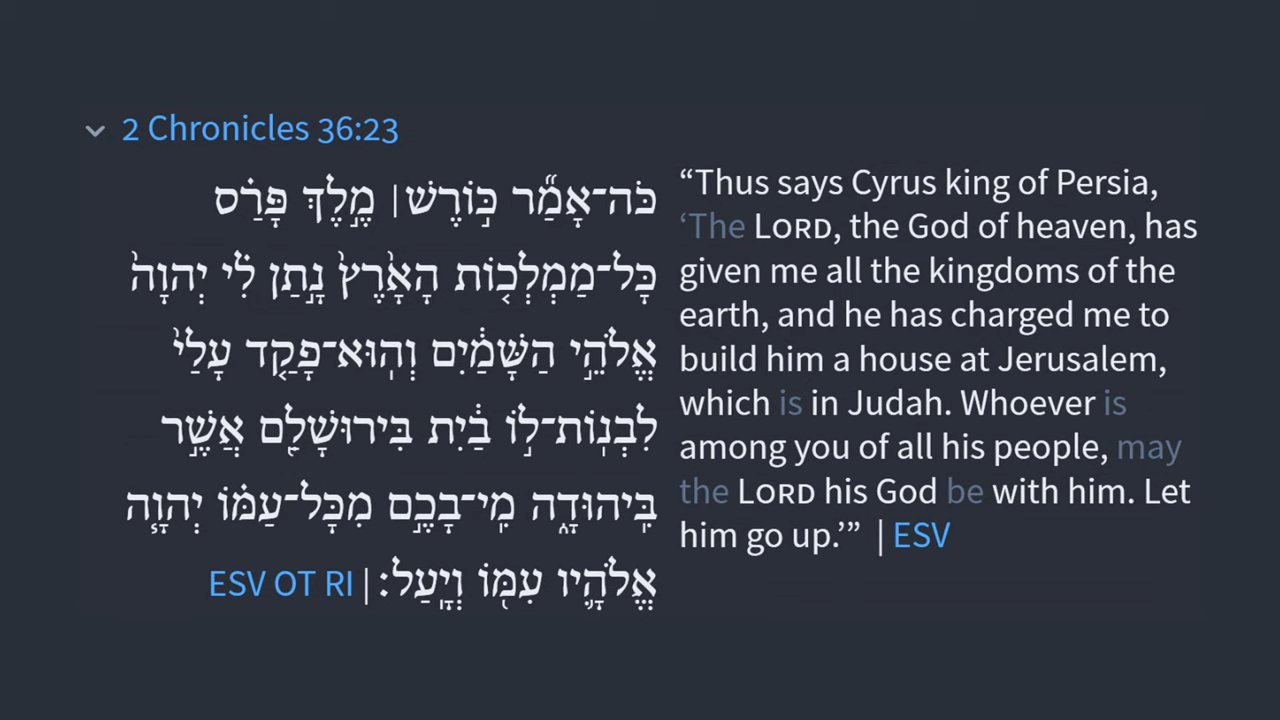 2 Chronicles 36:23
כֹּה־אָמַ֞ר כּ֣וֹרֶשׁ׀ מֶ֣לֶךְ פָּרַ֗ס
כָּל־מַמְלְכ֤וֹת הָאָ֙רֶץ֙ נָ֣תַן לִ֗י יְהוָה֙
אֱלֹהֵ֣י הַשָּׁמַ֔יִם וְהֽוּא־פָקַ֤ד עָלַי֙
לִבְנֽוֹת־ל֣וֹ בַ֔יִת בִּירוּשָׁלִַ֖ם אֲשֶׁ֣ר
בִּֽיהוּדָ֑ה מִֽי־בָכֶ֣ם מִכָּל־עַמּ֗וֹ יְהוָ֧ה
אֱלֹהָ֛יו עִמּ֖וֹ וְיָֽעַל׃ | ESV OT RI
“Thus says Cyrus king of Persia,
‘The LORD, the God of heaven, has
given me all the kingdoms of the
earth, and he has charged me to
build him a house at Jerusalem,
which is in Judah. Whoever is
among you of all his people, may
the LORD his God be with him. Let
him go up.’” | ESV